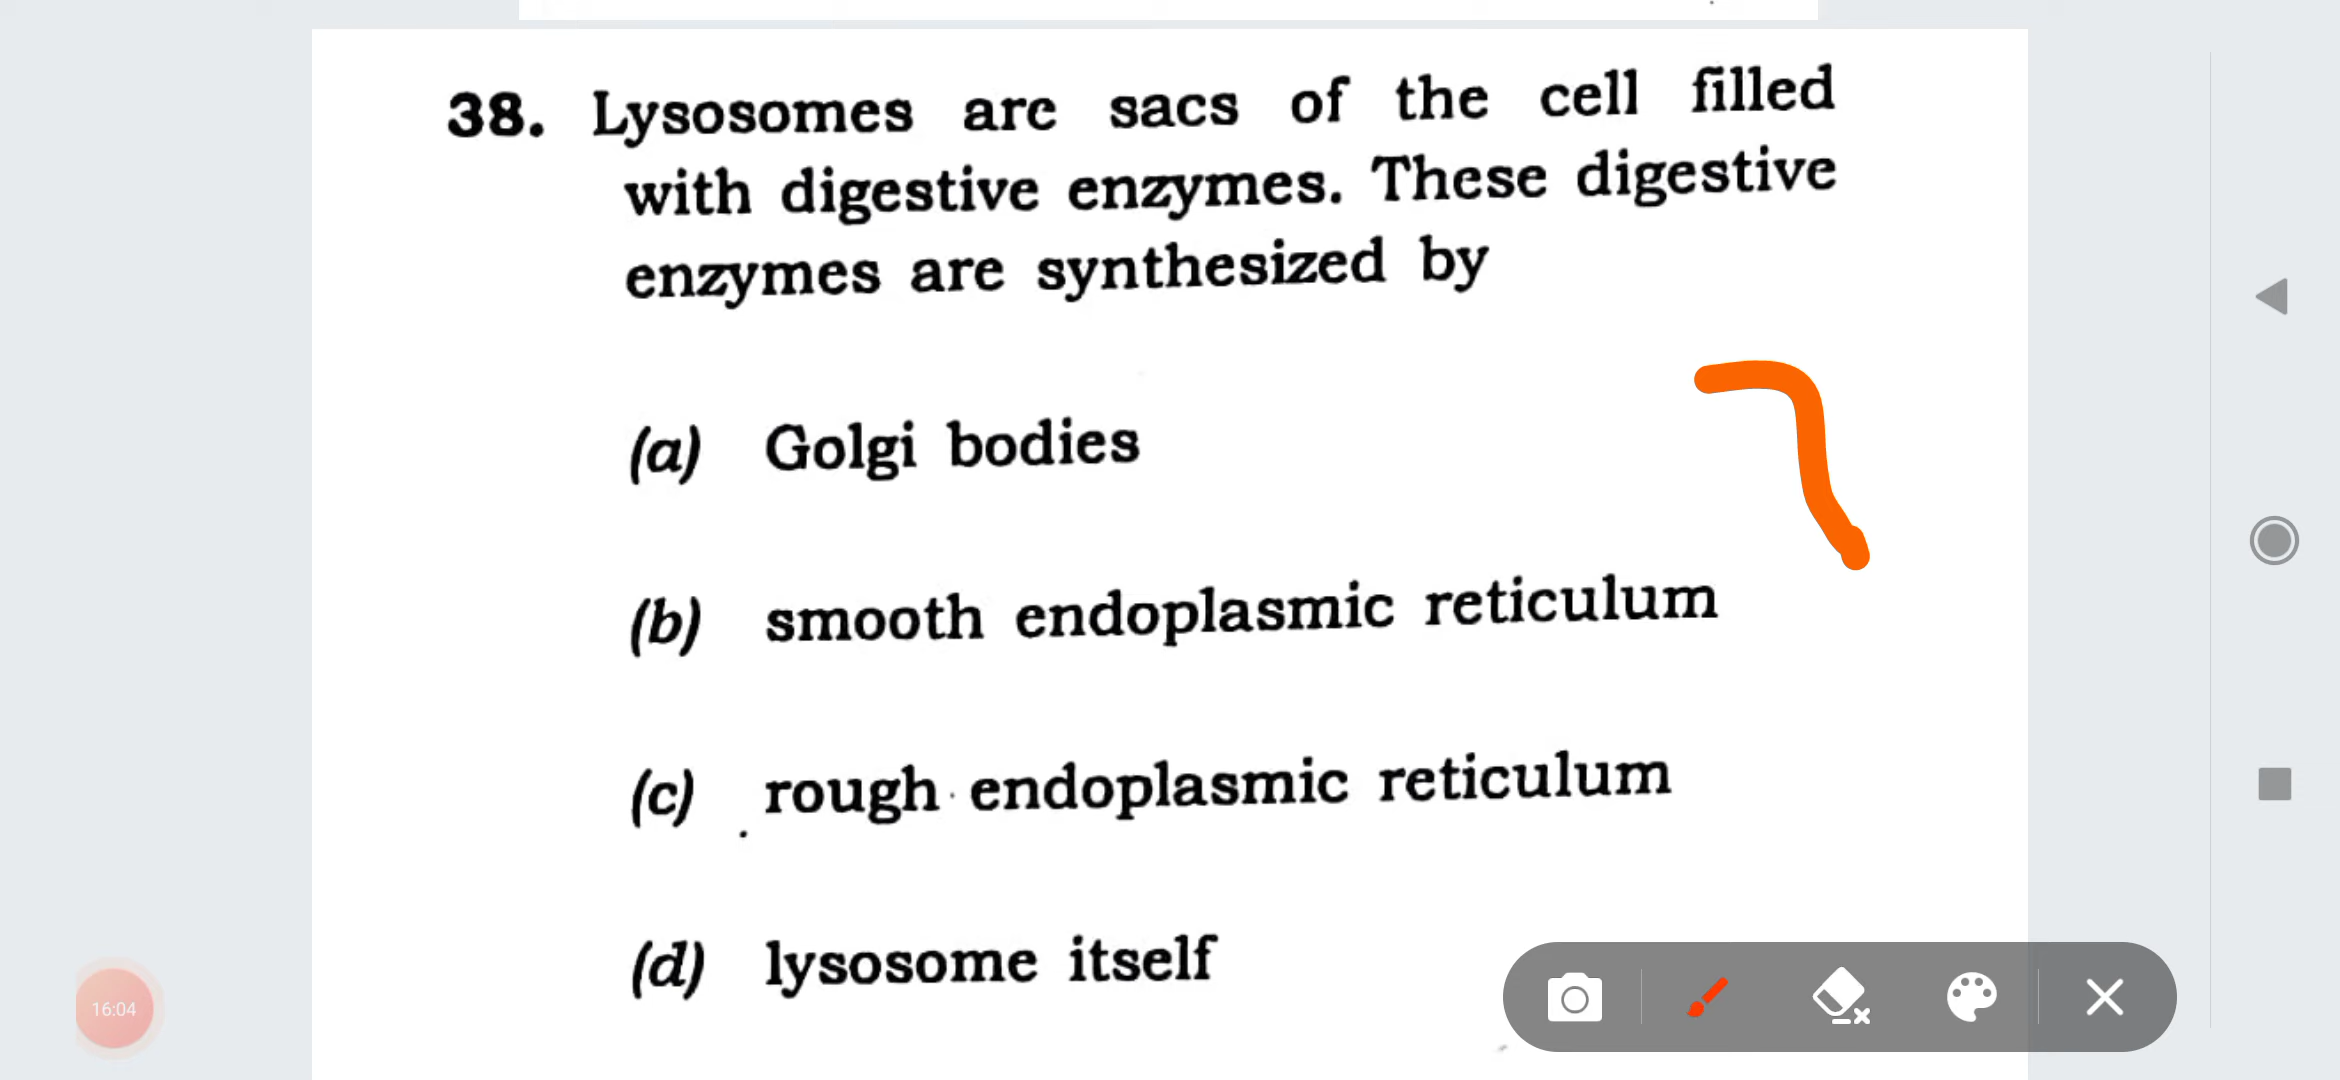 38. Lysosomes are sacs of the cell filled
with digestive enzymes. These digestive
enzymes are synthesized by
(a) Golgi bodies
(b) smooth endoplasmic reticulum
(c) rough endoplasmic reticulum
(d) lysosome itself
16:04